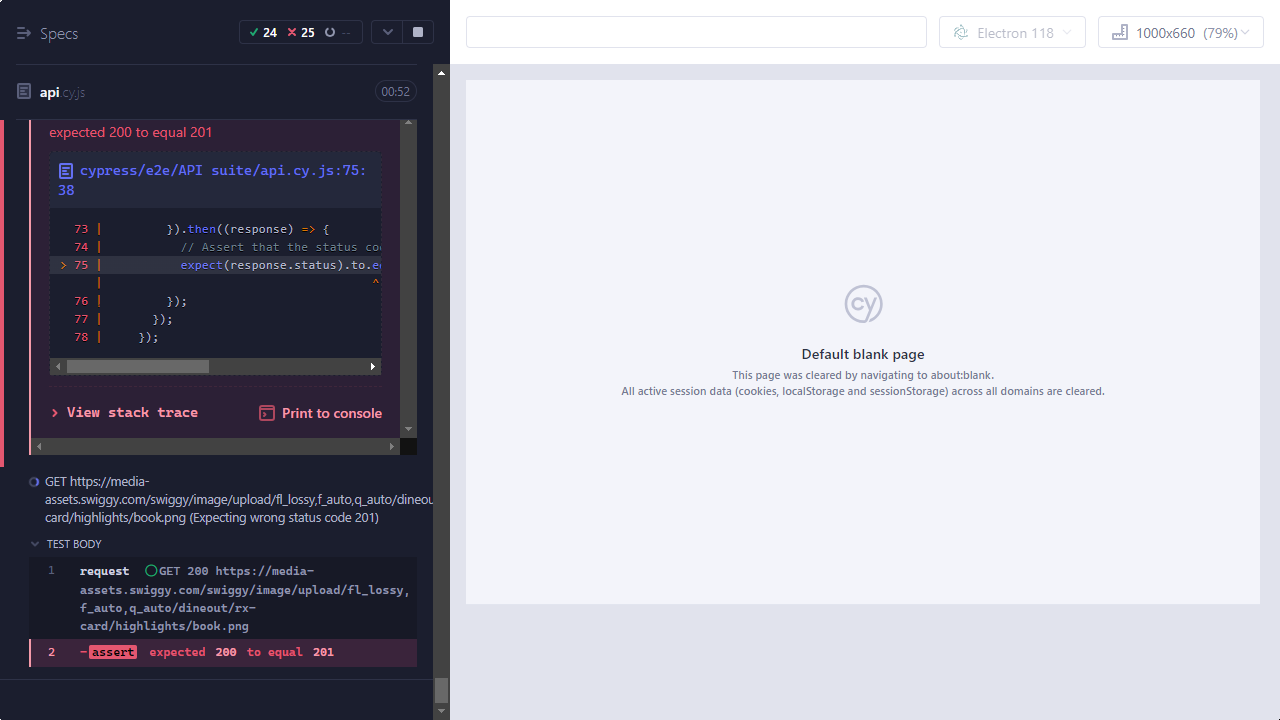 Specs
24 25 --
Electron 118
1000x660 (79%)
api.cy.js
00:52
expected 200 to equal 201
cypress/e2e/API suite/api.cy.js:75:
38
73 | }).then((response) => {
74 | // Assert that the status co
> 75 | expect(response.status).to.e
| ^
76 | });
77 | });
78 | });
> View stack trace
Print to console
GET https://media-
assets.swiggy.com/swiggy/image/upload/fl_lossy,f_auto,q_auto/dineou
card/highlights/book.png (Expecting wrong status code 201)
TEST BODY
1 request GET 200 https://media-
assets.swiggy.com/swiggy/image/upload/fl_lossy,
f_auto,q_auto/dineout/rx-
card/highlights/book.png
2 -assert expected 200 to equal 201
cy
Default blank page
This page was cleared by navigating to about:blank.
All active session data (cookies, localStorage and sessionStorage) across all domains are cleared.